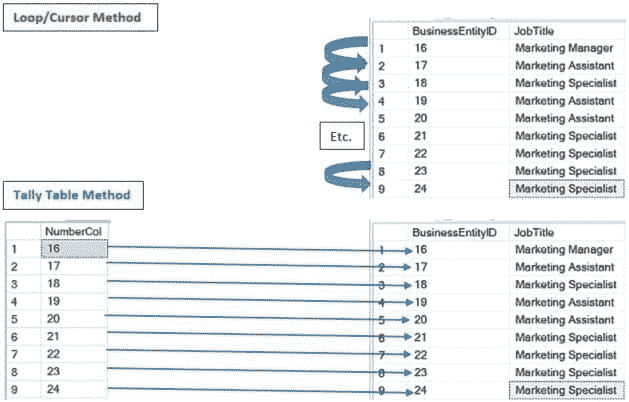 Loop/Cursor Method
BusinessEntityID JobTitle
1 16 Marketing Manager
2 17 Marketing Assistant
3 18 Marketing Specialist
4 19 Marketing Assistant
5 20 Marketing Assistant
6 21 Marketing Specialist
7 22 Marketing Specialist
8 23 Marketing Specialist
9 24 Marketing Specialist
Etc.
Tally Table Method
NumberCol
1 16
2 17
3 18
4 19
5 20
6 21
7 22
8 23
9 24
BusinessEntityID JobTitle
1 16 Marketing Manager
2 17 Marketing Assistant
3 18 Marketing Specialist
4 19 Marketing Assistant
5 20 Marketing Assistant
6 21 Marketing Specialist
7 22 Marketing Specialist
8 23 Marketing Specialist
9 24 Marketing Specialist